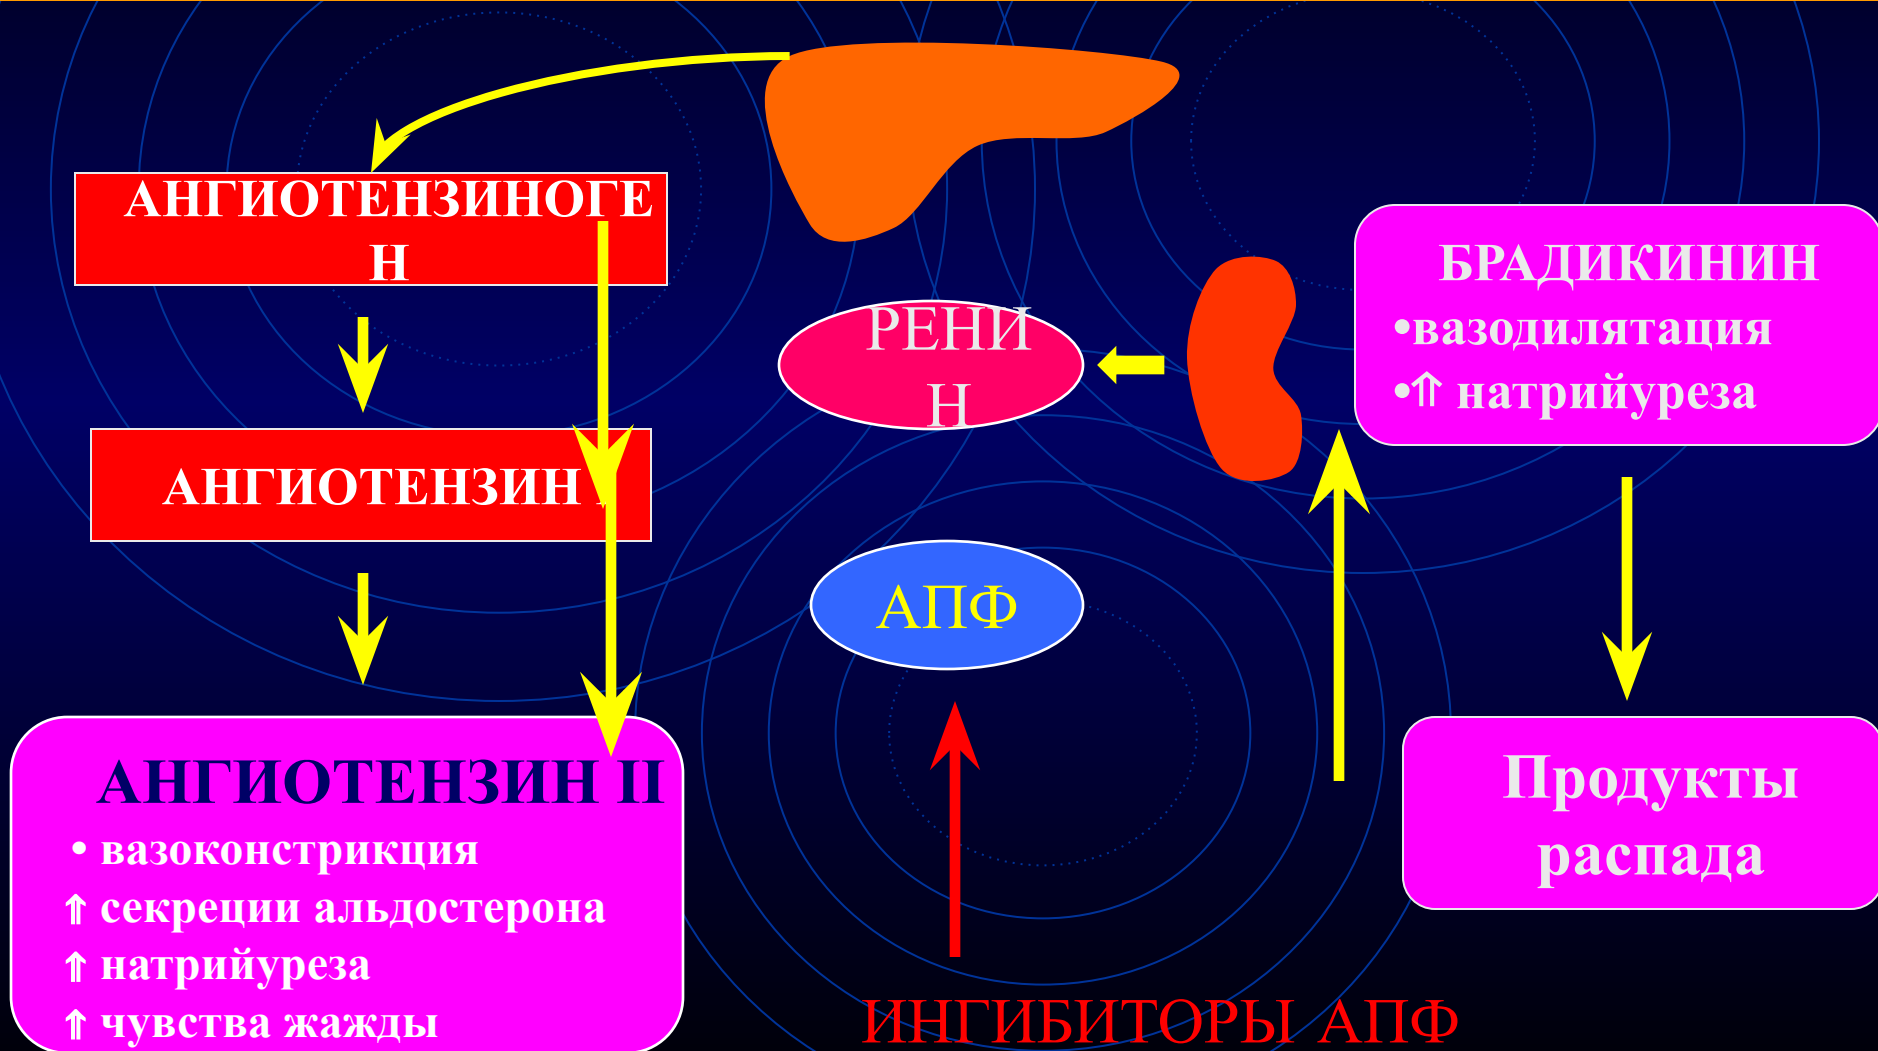 АНГИОТЕНЗИНОГЕ
Н
РЕНИ
Н
БРАДИКИНИН
•вазодилятация
•⇑ натрийуреза
АНГИОТЕНЗИН
АПФ
АНГИОТЕНЗИН II
• вазоконстрикция
⇑ секреции альдостерона
⇑ натрийуреза
⇑ чувства жажды
Продукты
распада
ИНГИБИТОРЫ АПФ